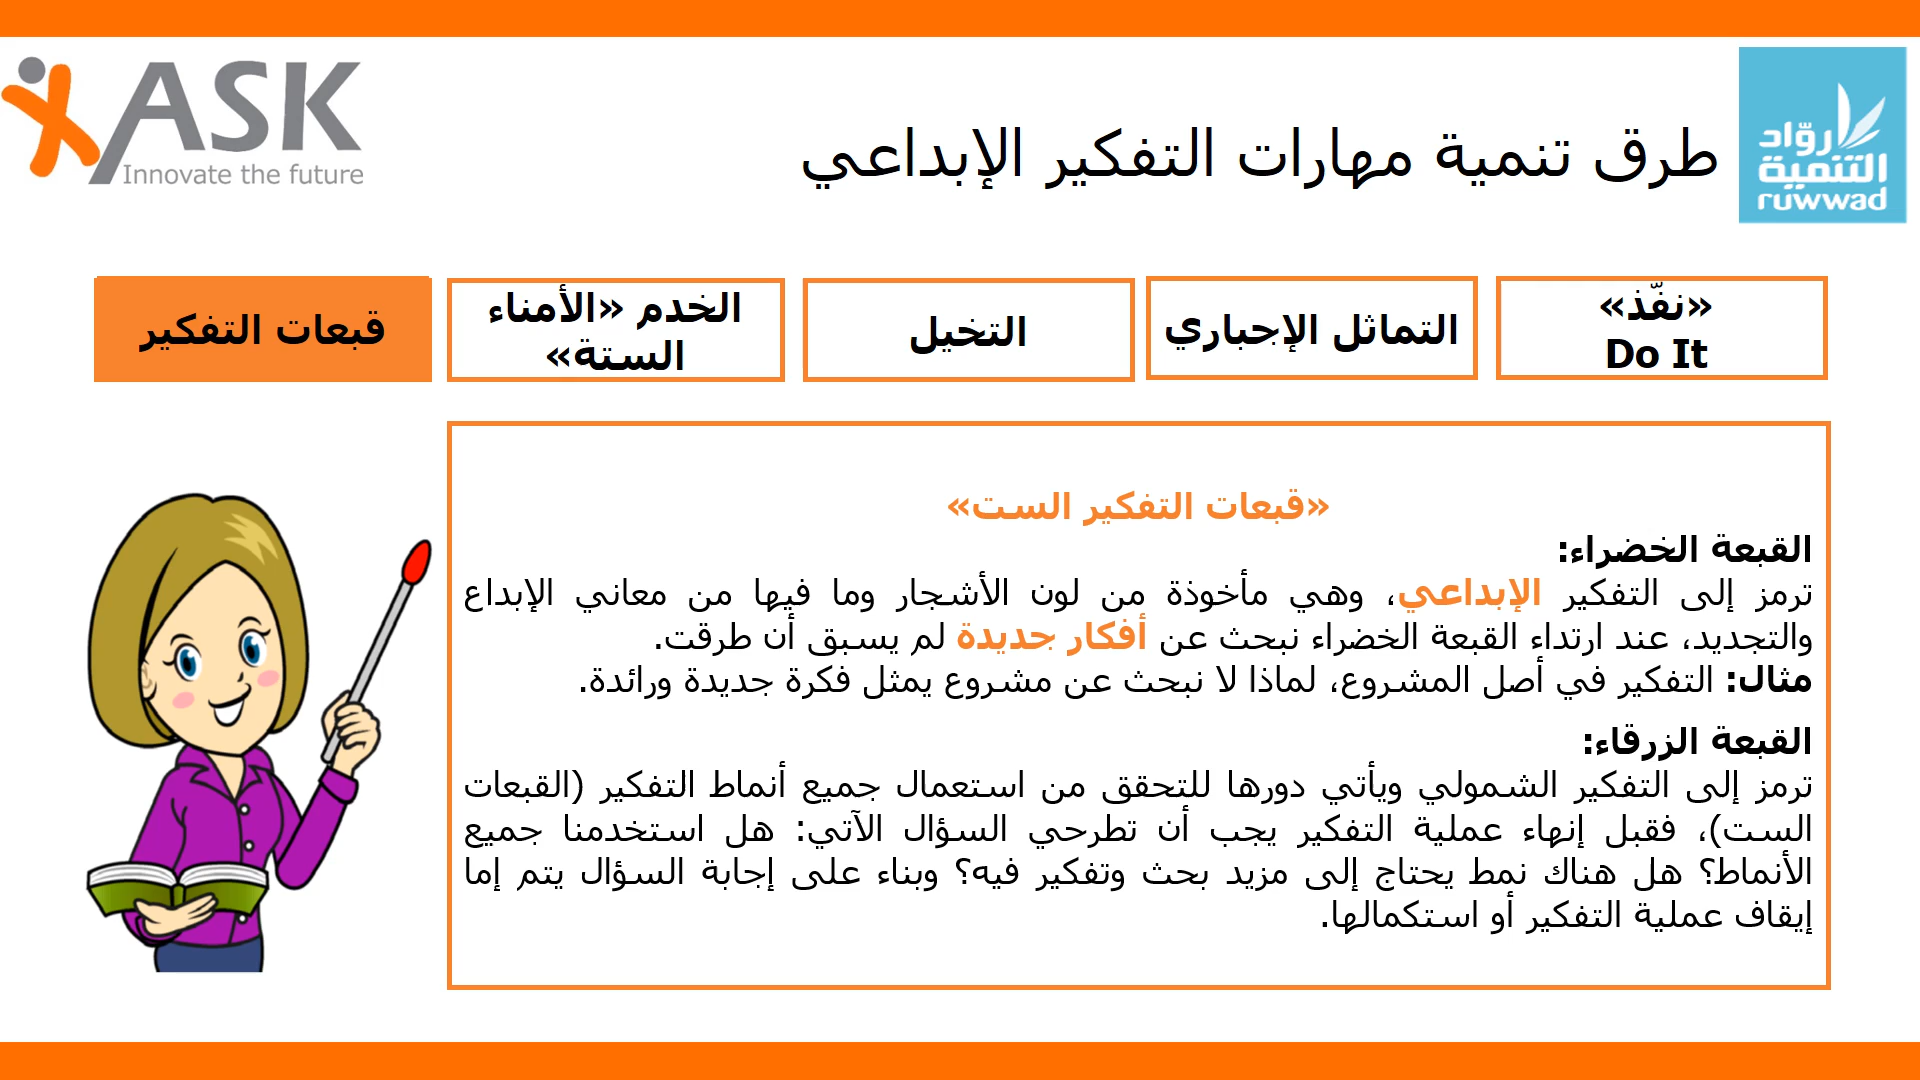 ASK
Innovate the future
روّاد
التنمية
ruwwad
طرق تنمية مهارات التفكير الإبداعي
«نفّذ»
Do It
التماثل الإجباري
التخيل
الخدم «الأمناء
الستة»
قبعات التفكير
«قبعات التفكير الست»
القبعة الخضراء:
ترمز إلى التفكير الإبداعي، وهي مأخوذة من لون الأشجار وما فيها من معاني الإبداع
والتجديد، عند ارتداء القبعة الخضراء نبحث عن أفكار جديدة لم يسبق أن طرقت.
مثال: التفكير في أصل المشروع، لماذا لا نبحث عن مشروع يمثل فكرة جديدة ورائدة.
القبعة الزرقاء:
ترمز إلى التفكير الشمولي ويأتي دورها للتحقق من استعمال جميع أنماط التفكير (القبعات
الست)، فقبل إنهاء عملية التفكير يجب أن تطرحي السؤال الآتي: هل استخدمنا جميع
الأنماط؟ هل هناك نمط يحتاج إلى مزيد بحث وتفكير فيه؟ وبناء على إجابة السؤال يتم إما
إيقاف عملية التفكير أو استكمالها.